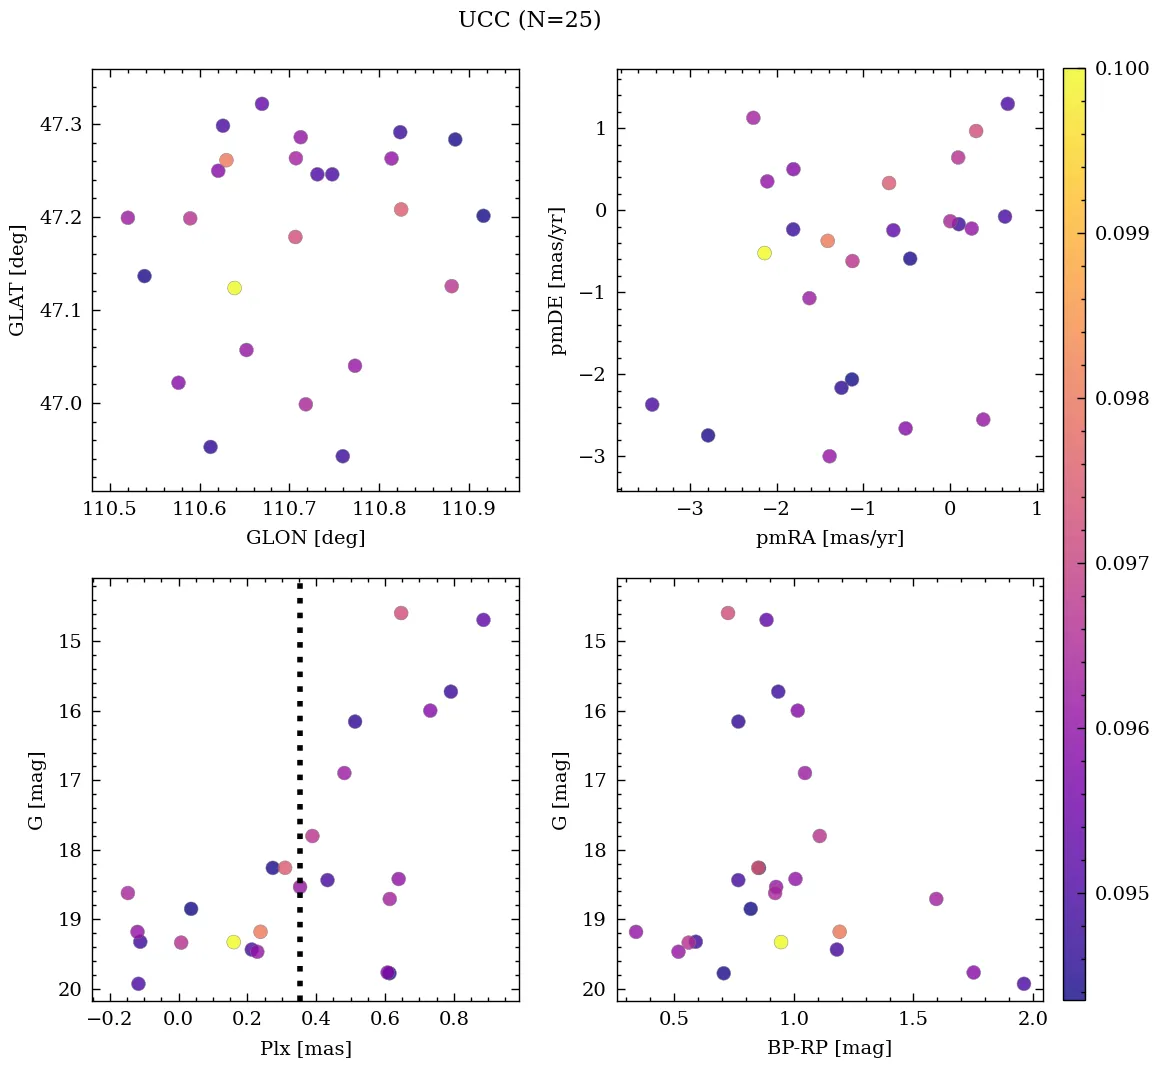 UCC (N=25)
47.3
47.2
47.1
47.0
GLAT [deg]
110.5 110.6 110.7 110.8 110.9
GLON [deg]
1
0
−1
−2
−3
pmDE [mas/yr]
−3 −2 −1 0 1
pmRA [mas/yr]
0.100
0.099
0.098
0.097
0.096
0.095
15
16
17
18
19
20
G [mag]
−0.2 0.0 0.2 0.4 0.6 0.8
Plx [mas]
15
16
17
18
19
20
G [mag]
0.5 1.0 1.5 2.0
BP-RP [mag]